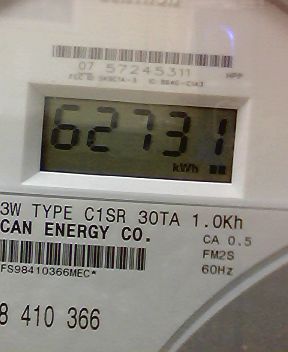 07 57245311
HPP
62731
kWh
3W TYPE C1SR 30TA 1.0Kh
CAN ENERGY CO.
CA 0.5
FM2S
60Hz
FS98410366MEC*
8 410 366